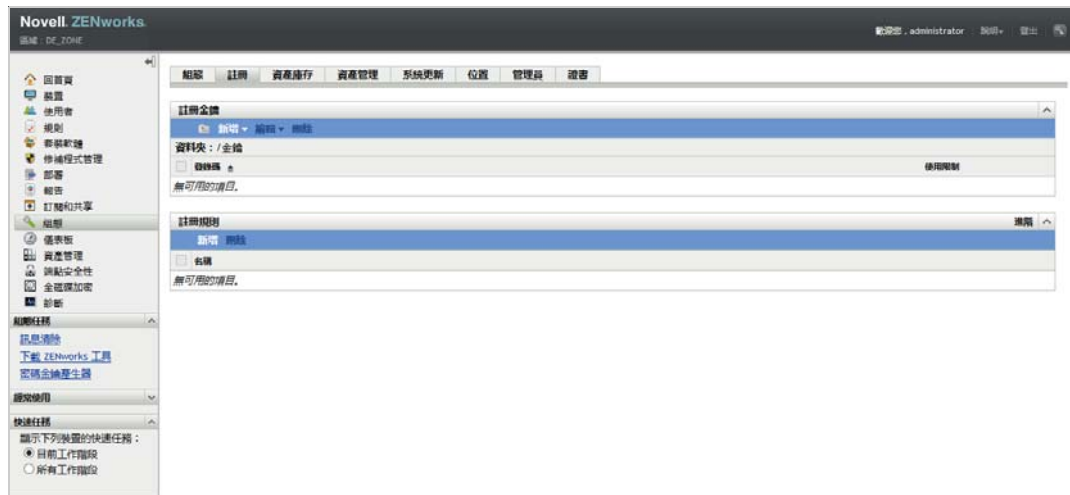 Novell. ZENworks.
區域：DE_ZONE
歡迎您，administrator 說明 登出
回首頁
裝置
使用者
規則
套裝軟體
修補程式管理
部署
報告
訂閱和共享
組態
儀表板
資產管理
端點安全性
全磁碟加密
診斷
組態任務
訊息清除
下載 ZENworks 工具
密碼金鑰產生器
經常使用
快速任務
顯示下列裝置的快速任務：
目前工作階段
所有工作階段
組態 註冊 資產庫存 資產管理 系統更新 位置 管理員 證書
註冊金鑰
新增 編輯 刪除
資料夾：/金鑰
登錄碼 使用限制
無可用的項目。
註冊規則 進階
新增 刪除
名稱
無可用的項目。